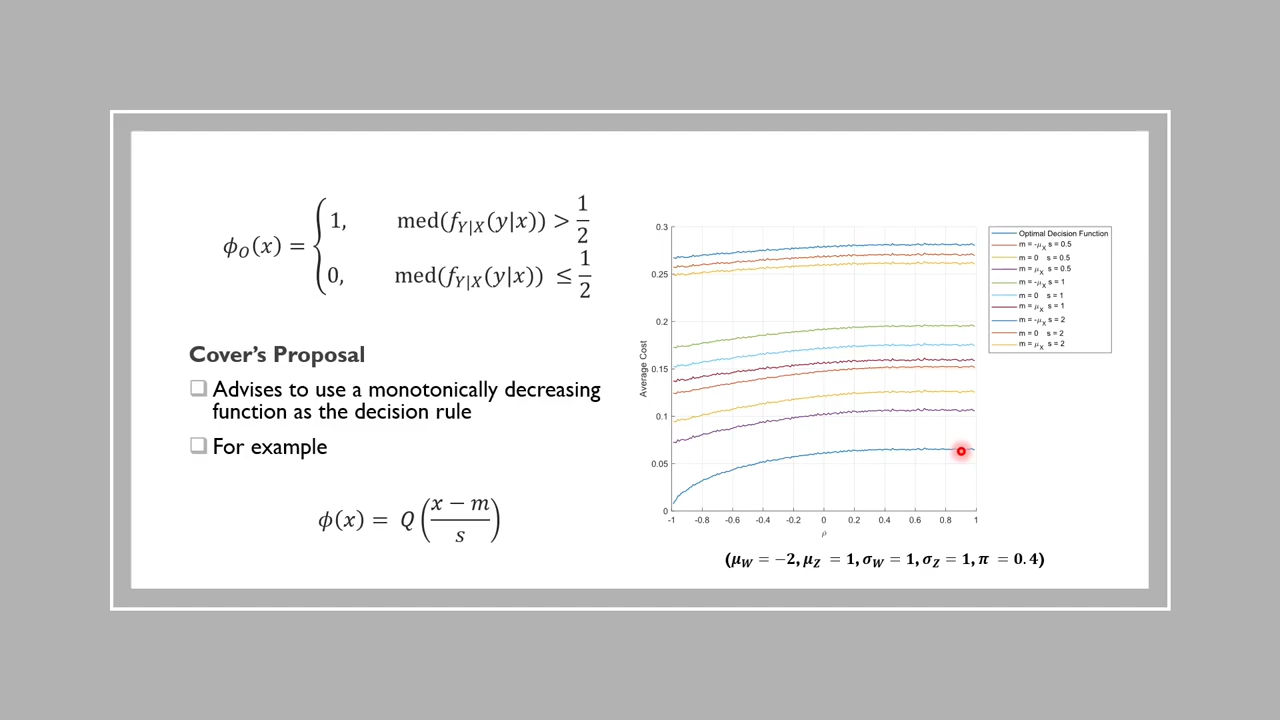 ϕ_O(x) = { 1, med(f_{Y|X}(y|x)) > 1/2
0, med(f_{Y|X}(y|x)) ≤ 1/2
Cover's Proposal
❑ Advises to use a monotonically decreasing
function as the decision rule
❑ For example
ϕ(x) = Q((x − m)/s)
0.3
0.25
0.2
0.15
0.1
0.05
0
Average Cost
-1 -0.8 -0.6 -0.4 -0.2 0 0.2 0.4 0.6 0.8 1
ρ
Optimal Decision Function
m = -μ_X s = 0.5
m = 0 s = 0.5
m = μ_X s = 0.5
m = -μ_X s = 1
m = 0 s = 1
m = μ_X s = 1
m = -μ_X s = 2
m = 0 s = 2
m = μ_X s = 2
(μ_W = −2, μ_Z = 1, σ_W = 1, σ_Z = 1, π = 0.4)